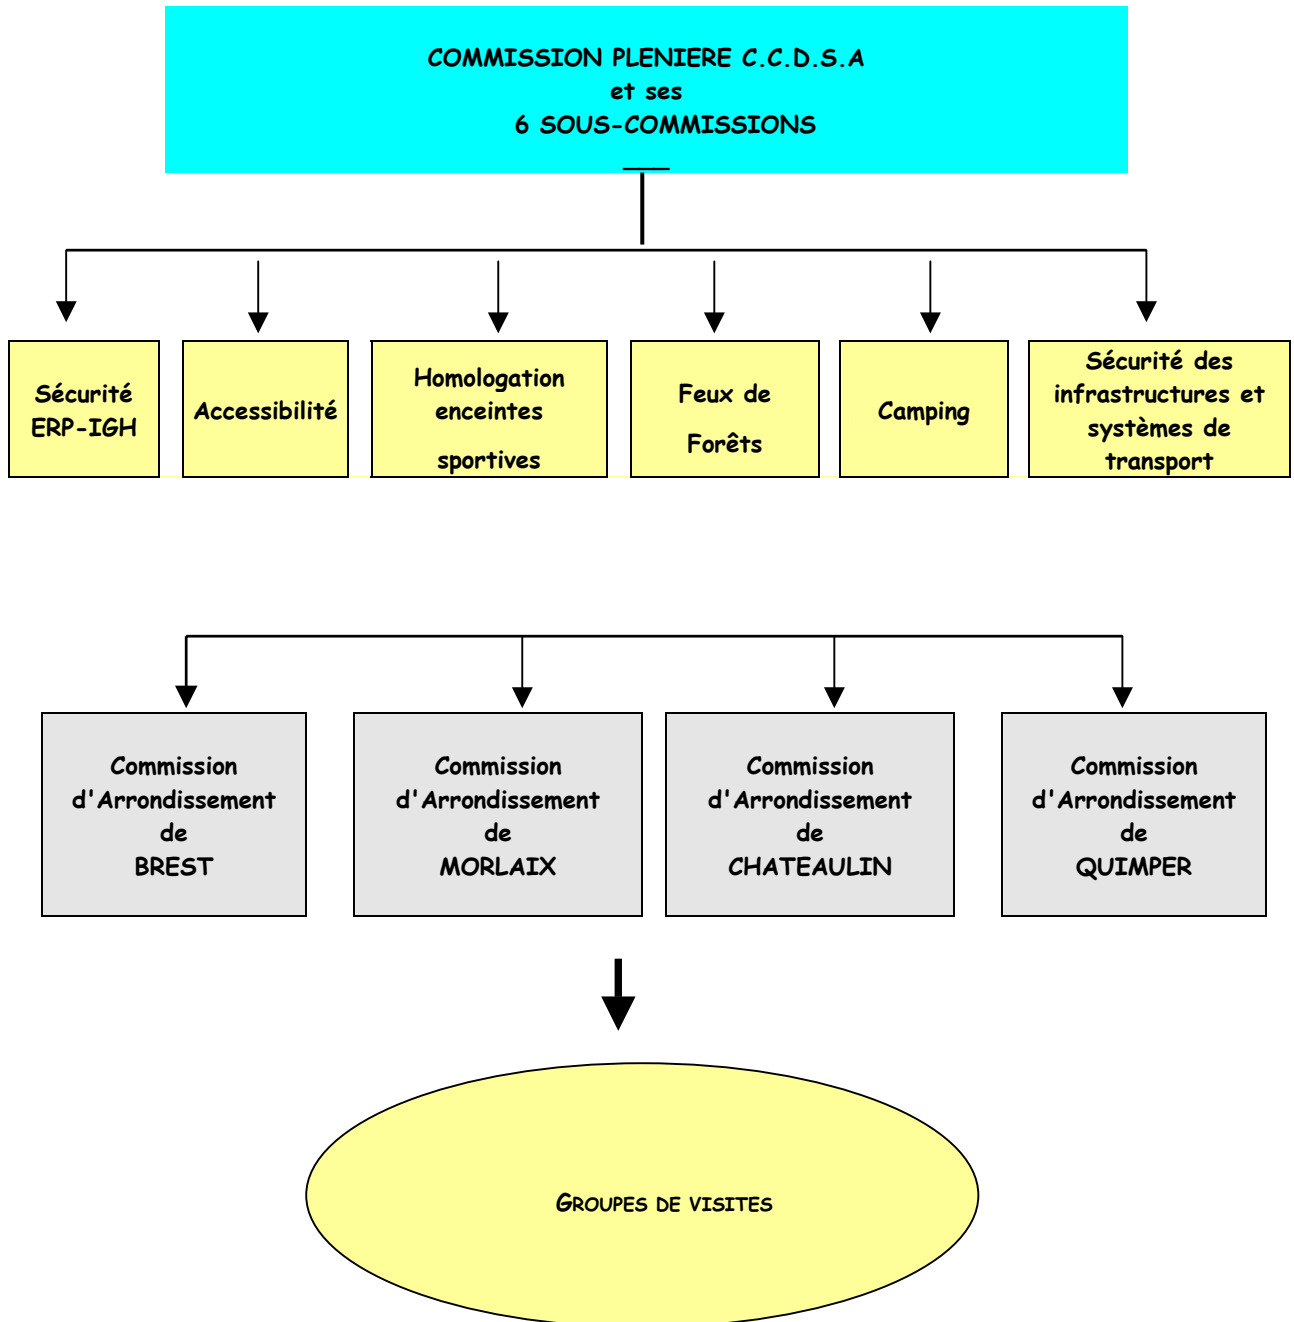 COMMISSION PLENIERE C.C.D.S.A
et ses
6 SOUS-COMMISSIONS
Sécurité
ERP-IGH
Accessibilité
Homologation
enceintes
sportives
Feux de
Forêts
Camping
Sécurité des
infrastructures et
systèmes de
transport
Commission
d'Arrondissement
de
BREST
Commission
d'Arrondissement
de
MORLAIX
Commission
d'Arrondissement
de
CHATEAULIN
Commission
d'Arrondissement
de
QUIMPER
GROUPES DE VISITES